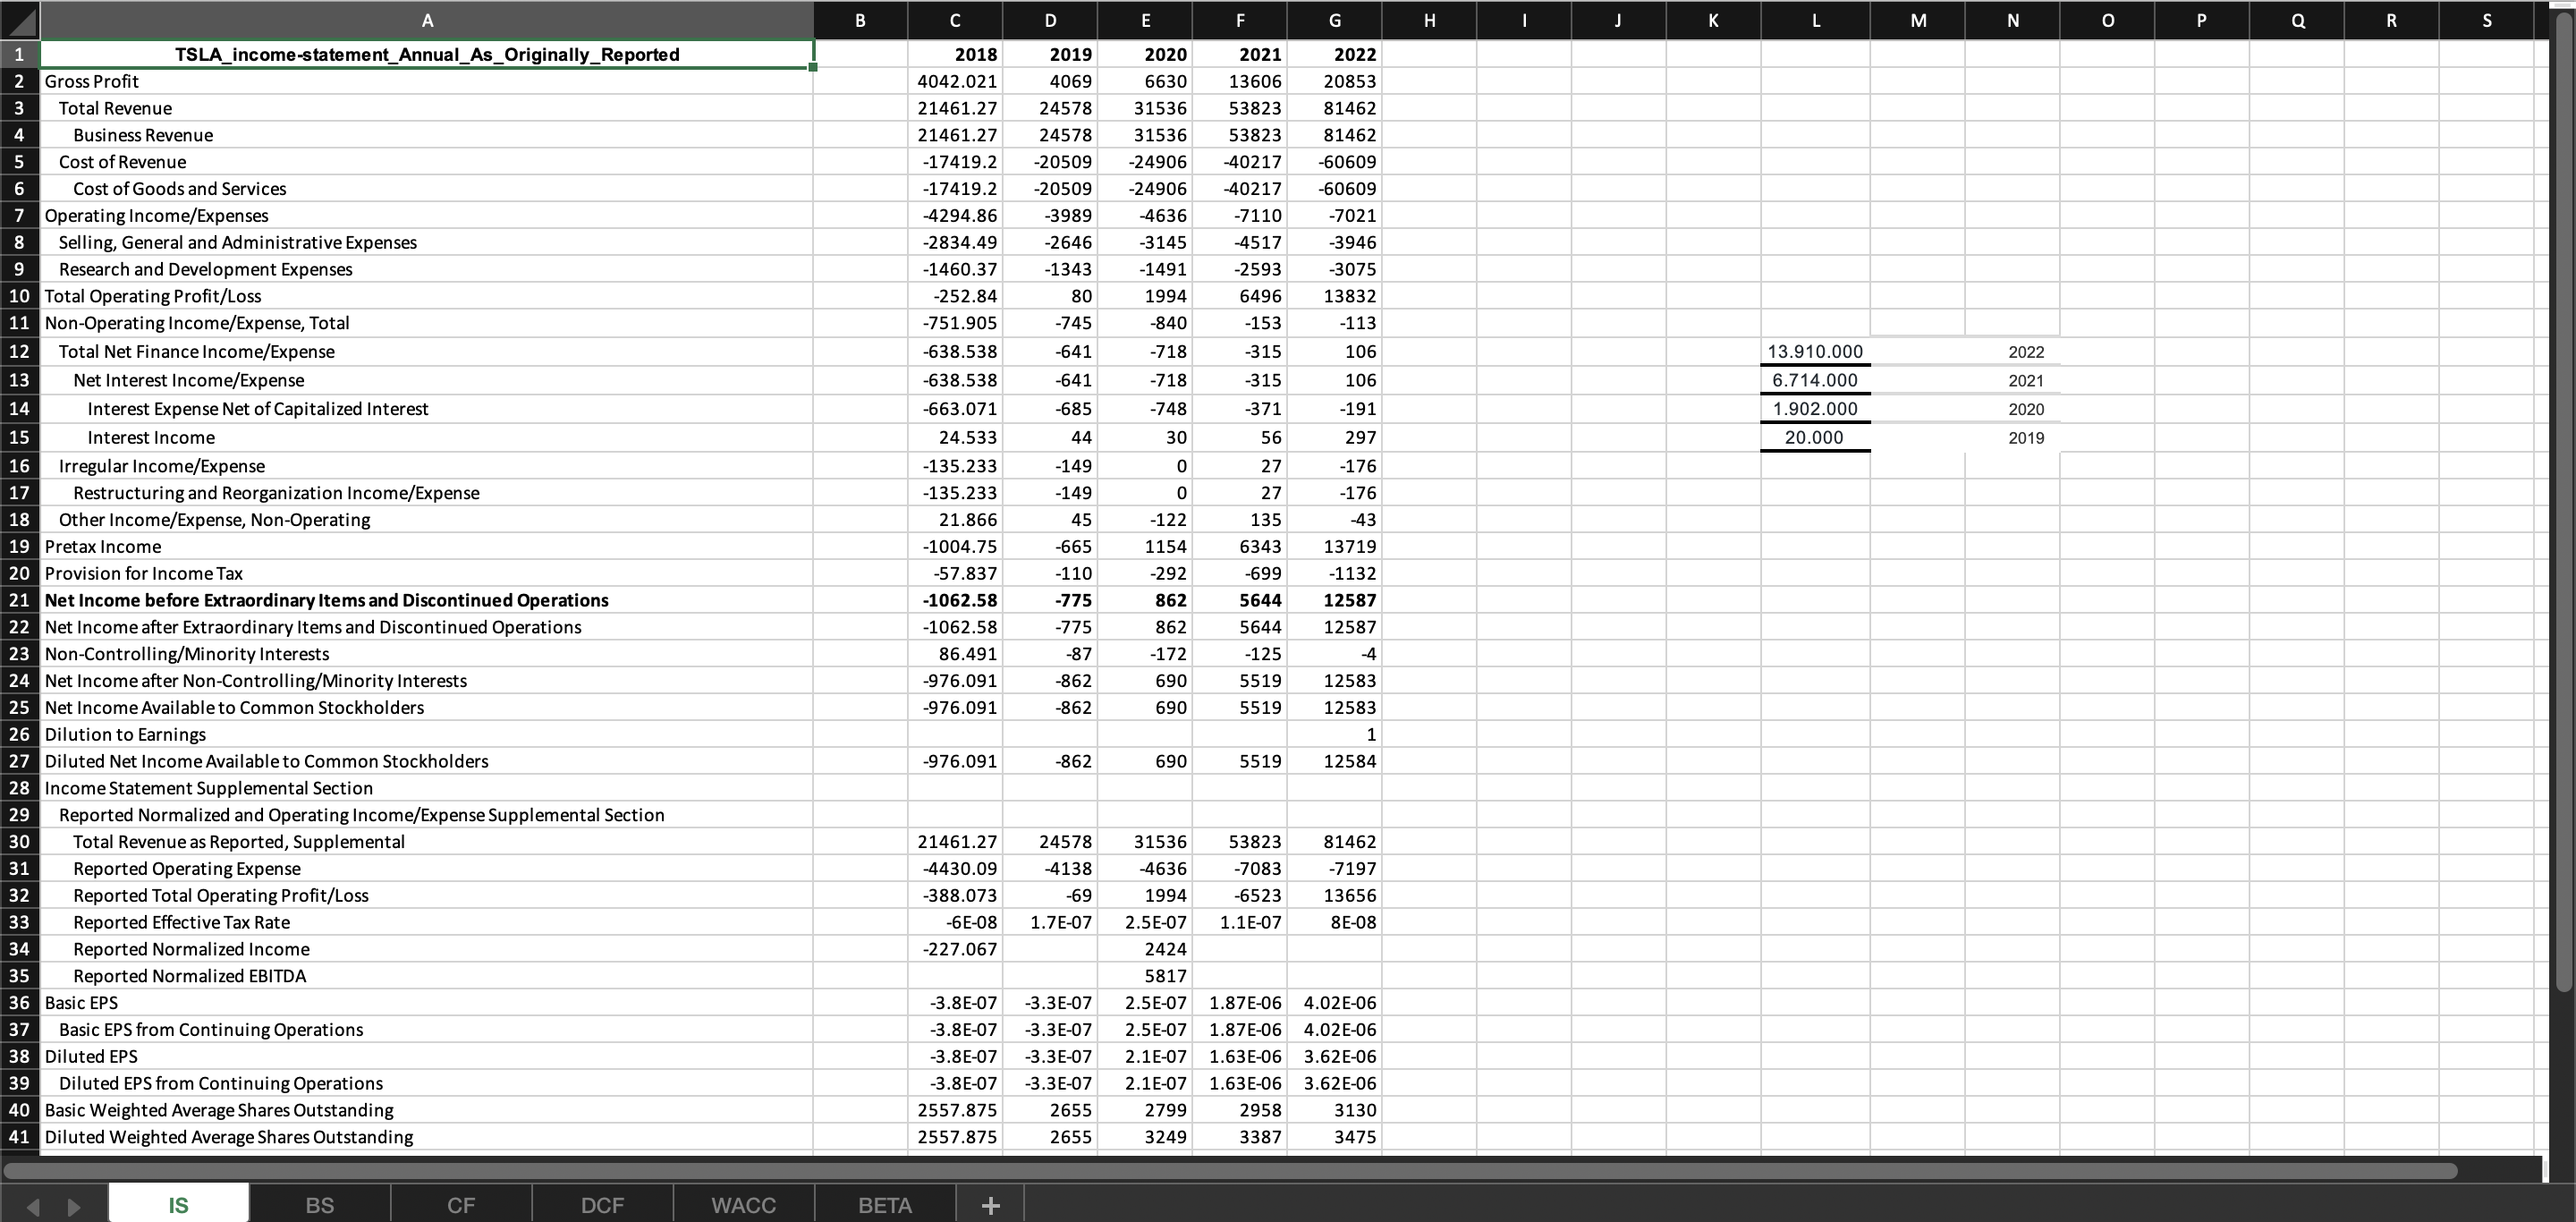 A B C D E F G H I J K L M N O P Q R S
1 TSLA_income-statement_Annual_As_Originally_Reported 2018 2019 2020 2021 2022
2 Gross Profit 4042.021 4069 6630 13606 20853
3 Total Revenue 21461.27 24578 31536 53823 81462
4 Business Revenue 21461.27 24578 31536 53823 81462
5 Cost of Revenue -17419.2 -20509 -24906 -40217 -60609
6 Cost of Goods and Services -17419.2 -20509 -24906 -40217 -60609
7 Operating Income/Expenses -4294.86 -3989 -4636 -7110 -7021
8 Selling, General and Administrative Expenses -2834.49 -2646 -3145 -4517 -3946
9 Research and Development Expenses -1460.37 -1343 -1491 -2593 -3075
10 Total Operating Profit/Loss -252.84 80 1994 6496 13832
11 Non-Operating Income/Expense, Total -751.905 -745 -840 -153 -113
12 Total Net Finance Income/Expense -638.538 -641 -718 -315 106 13.910.000 2022
13 Net Interest Income/Expense -638.538 -641 -718 -315 106 6.714.000 2021
14 Interest Expense Net of Capitalized Interest -663.071 -685 -748 -371 -191 1.902.000 2020
15 Interest Income 24.533 44 30 56 297 20.000 2019
16 Irregular Income/Expense -135.233 -149 0 27 -176
17 Restructuring and Reorganization Income/Expense -135.233 -149 0 27 -176
18 Other Income/Expense, Non-Operating 21.866 45 -122 135 -43
19 Pretax Income -1004.75 -665 1154 6343 13719
20 Provision for Income Tax -57.837 -110 -292 -699 -1132
21 Net Income before Extraordinary Items and Discontinued Operations -1062.58 -775 862 5644 12587
22 Net Income after Extraordinary Items and Discontinued Operations -1062.58 -775 862 5644 12587
23 Non-Controlling/Minority Interests 86.491 -87 -172 -125 -4
24 Net Income after Non-Controlling/Minority Interests -976.091 -862 690 5519 12583
25 Net Income Available to Common Stockholders -976.091 -862 690 5519 12583
26 Dilution to Earnings 1
27 Diluted Net Income Available to Common Stockholders -976.091 -862 690 5519 12584
28 Income Statement Supplemental Section
29 Reported Normalized and Operating Income/Expense Supplemental Section
30 Total Revenue as Reported, Supplemental 21461.27 24578 31536 53823 81462
31 Reported Operating Expense -4430.09 -4138 -4636 -7083 -7197
32 Reported Total Operating Profit/Loss -388.073 -69 1994 -6523 13656
33 Reported Effective Tax Rate -6E-08 1.7E-07 2.5E-07 1.1E-07 8E-08
34 Reported Normalized Income -227.067 2424
35 Reported Normalized EBITDA 5817
36 Basic EPS -3.8E-07 -3.3E-07 2.5E-07 1.87E-06 4.02E-06
37 Basic EPS from Continuing Operations -3.8E-07 -3.3E-07 2.5E-07 1.87E-06 4.02E-06
38 Diluted EPS -3.8E-07 -3.3E-07 2.1E-07 1.63E-06 3.62E-06
39 Diluted EPS from Continuing Operations -3.8E-07 -3.3E-07 2.1E-07 1.63E-06 3.62E-06
40 Basic Weighted Average Shares Outstanding 2557.875 2655 2799 2958 3130
41 Diluted Weighted Average Shares Outstanding 2557.875 2655 3249 3387 3475
IS BS CF DCF WACC BETA +